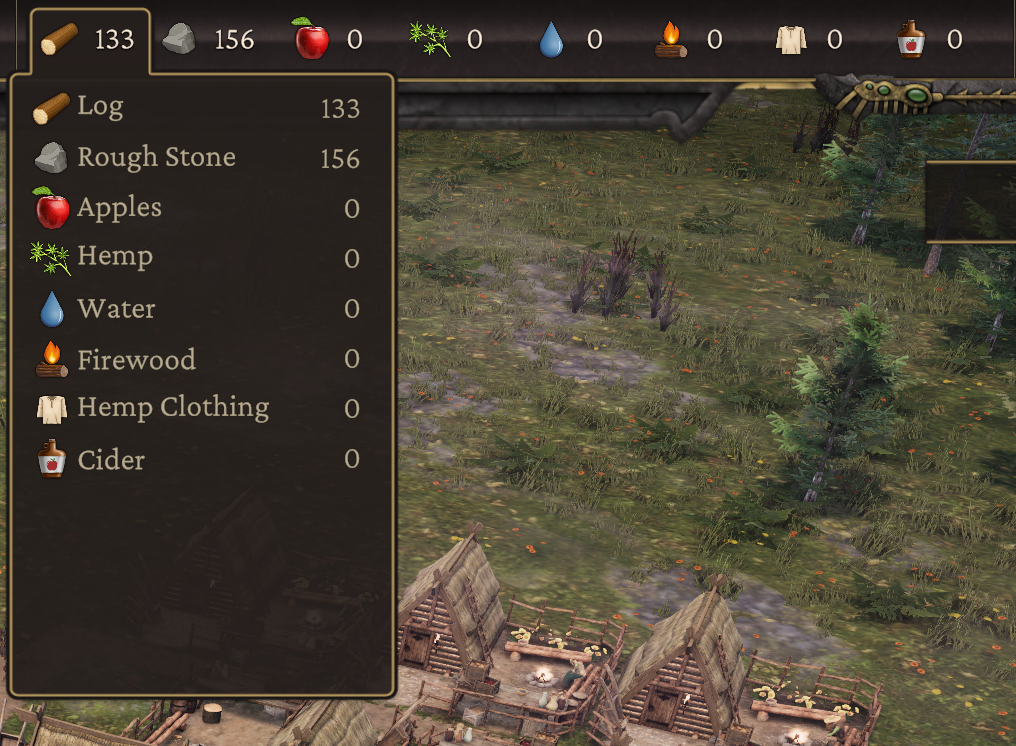 133 156 0 0 0 0 0 0
Log 133
Rough Stone 156
Apples 0
Hemp 0
Water 0
Firewood 0
Hemp Clothing 0
Cider 0